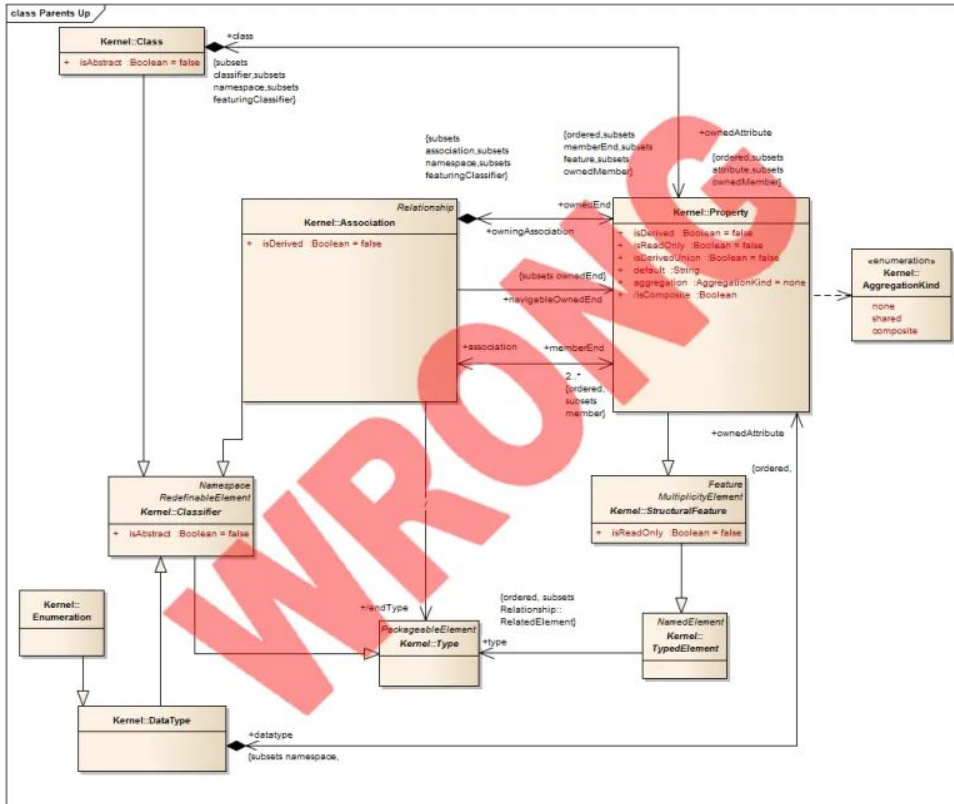 class Parents Up
Kernel::Class
+ isAbstract :Boolean = false
+class
{subsets
classifier,subsets
namespace,subsets
featuringClassifier}
+ownedAttribute
{ordered,subsets
attribute,subsets
ownedMember}
{subsets
association,subsets
namespace,subsets
featuringClassifier}
{ordered,subsets
memberEnd,subsets
feature,subsets
ownedMember}
+ownedEnd
+owningAssociation
Relationship
Kernel::Association
+ isDerived :Boolean = false
{subsets ownedEnd}
+navigableOwnedEnd
+association
+memberEnd
2..*
{ordered,
subsets
member}
Kernel::Property
+ isDerived :Boolean = false
+ isReadOnly :Boolean = false
+ isDerivedUnion :Boolean = false
+ default :String
+ aggregation :AggregationKind = none
+ /isComposite :Boolean
«enumeration»
Kernel::
AggregationKind
none
shared
composite
+ownedAttribute
{ordered,
Namespace
RedefinableElement
Kernel::Classifier
+ isAbstract :Boolean = false
/
Feature
MultiplicityElement
Kernel::StructuralFeature
+ isReadOnly :Boolean = false
Kernel::
Enumeration
+/endType
PackageableElement
Kernel::Type
{ordered, subsets
Relationship::
RelatedElement}
+type
NamedElement
Kernel::
TypedElement
Kernel::DataType
+datatype
{subsets namespace,
WRONG